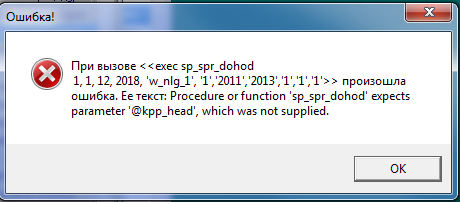 Ошибка!
При вызове <<exec sp_spr_dohod
1, 1, 12, 2018, 'w_nlg_1', '1','2011','2013','1','1','1'>> произошла
ошибка. Ее текст: Procedure or function 'sp_spr_dohod' expects
parameter '@kpp_head', which was not supplied.
OK